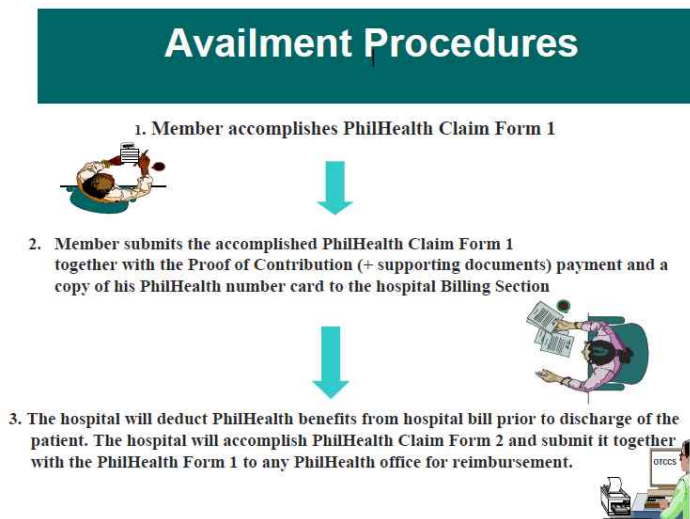 Availment Procedures
1. Member accomplishes PhilHealth Claim Form 1
2. Member submits the accomplished PhilHealth Claim Form 1
together with the Proof of Contribution (+ supporting documents) payment and a
copy of his PhilHealth number card to the hospital Billing Section
3. The hospital will deduct PhilHealth benefits from hospital bill prior to discharge of the
patient. The hospital will accomplish PhilHealth Claim Form 2 and submit it together
with the PhilHealth Form 1 to any PhilHealth office for reimbursement.
OTCCS